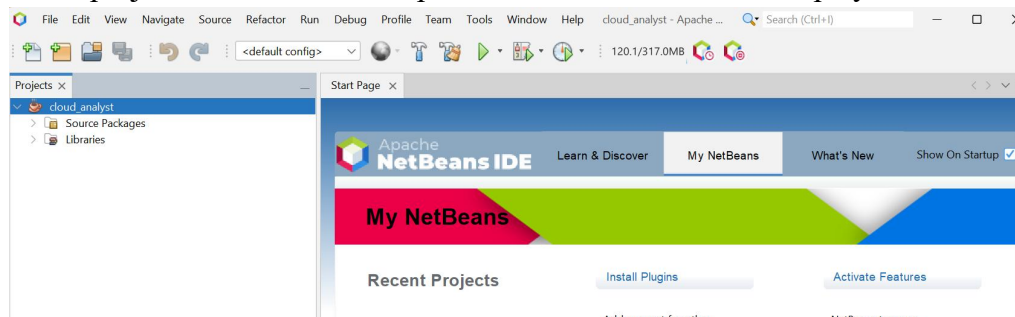 File Edit View Navigate Source Refactor Run Debug Profile Team Tools Window Help cloud_analyst - Apache ... Search (Ctrl+I)
<default config> 120.1/317.0MB
Projects Start Page
cloud_analyst
Source Packages
Libraries
Apache
NetBeans IDE Learn & Discover My NetBeans What's New Show On Startup
My NetBeans
Recent Projects Install Plugins Activate Features